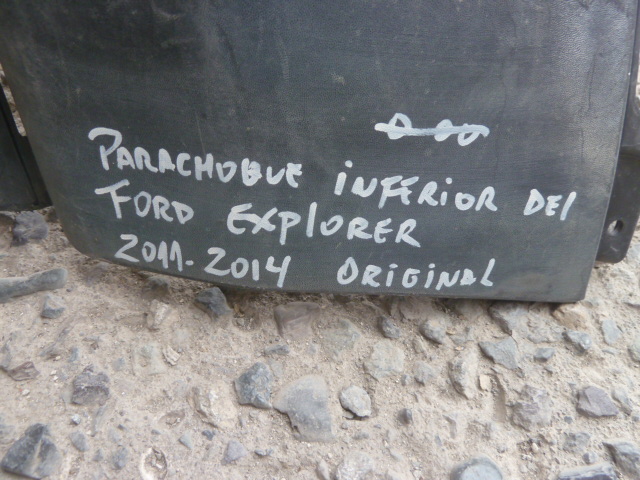 PARACHOQUE INFERIOR DEL
FORD EXPLORER
2011-2014 ORIGINAL